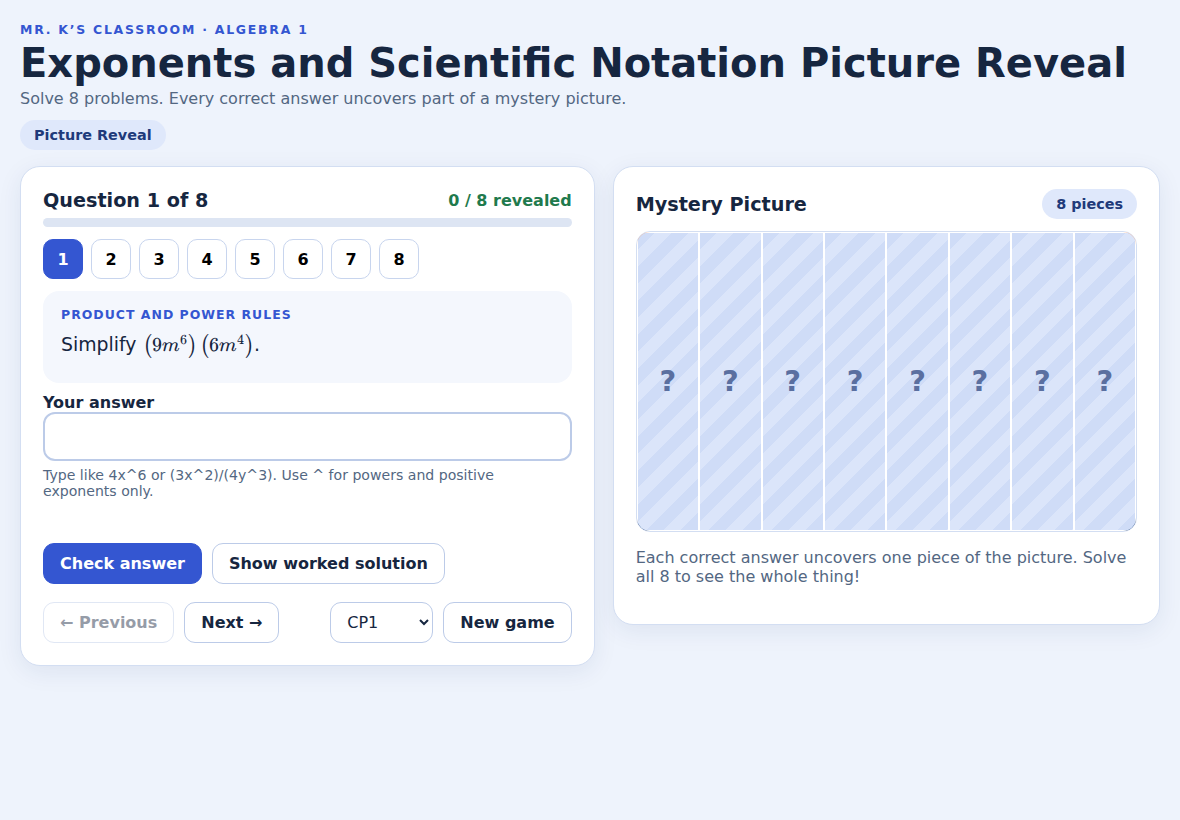 MR. K’S CLASSROOM · ALGEBRA 1
Exponents and Scientific Notation Picture Reveal
Solve 8 problems. Every correct answer uncovers part of a mystery picture.
Picture Reveal
Question 1 of 8
0 / 8 revealed
1 2 3 4 5 6 7 8
PRODUCT AND POWER RULES
Simplify (9m^6) (6m^4).
Your answer
Type like 4x^6 or (3x^2)/(4y^3). Use ^ for powers and positive
exponents only.
Check answer
Show worked solution
← Previous
Next →
CP1
New game
Mystery Picture
8 pieces
? ? ? ? ? ? ? ?
Each correct answer uncovers one piece of the picture. Solve
all 8 to see the whole thing!